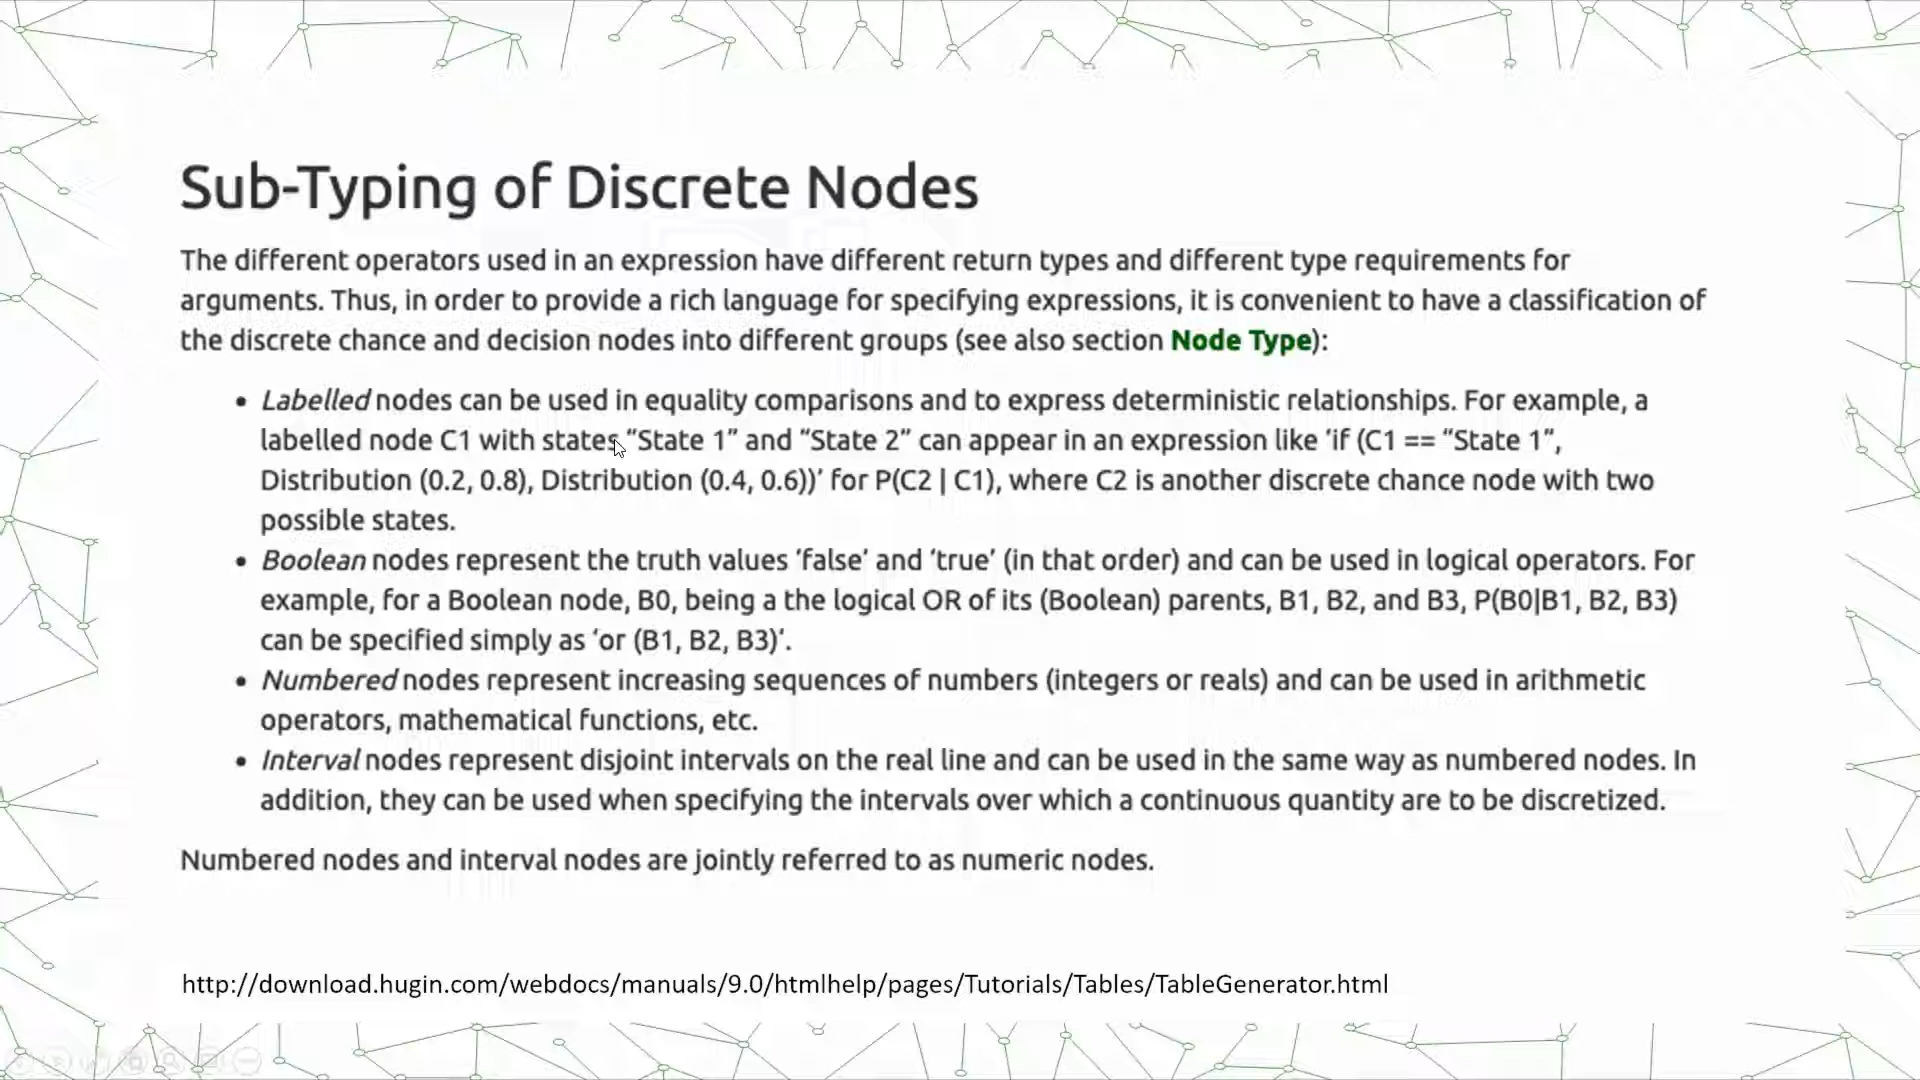 Sub-Typing of Discrete Nodes
The different operators used in an expression have different return types and different type requirements for
arguments. Thus, in order to provide a rich language for specifying expressions, it is convenient to have a classification of
the discrete chance and decision nodes into different groups (see also section Node Type):
• Labelled nodes can be used in equality comparisons and to express deterministic relationships. For example, a
labelled node C1 with states “State 1” and “State 2” can appear in an expression like ‘if (C1 == “State 1”,
Distribution (0.2, 0.8), Distribution (0.4, 0.6))’ for P(C2 | C1), where C2 is another discrete chance node with two
possible states.
• Boolean nodes represent the truth values ‘false’ and ‘true’ (in that order) and can be used in logical operators. For
example, for a Boolean node, B0, being a the logical OR of its (Boolean) parents, B1, B2, and B3, P(B0|B1, B2, B3)
can be specified simply as ‘or (B1, B2, B3)’.
• Numbered nodes represent increasing sequences of numbers (integers or reals) and can be used in arithmetic
operators, mathematical functions, etc.
• Interval nodes represent disjoint intervals on the real line and can be used in the same way as numbered nodes. In
addition, they can be used when specifying the intervals over which a continuous quantity are to be discretized.
Numbered nodes and interval nodes are jointly referred to as numeric nodes.
http://download.hugin.com/webdocs/manuals/9.0/htmlhelp/pages/Tutorials/Tables/TableGenerator.html